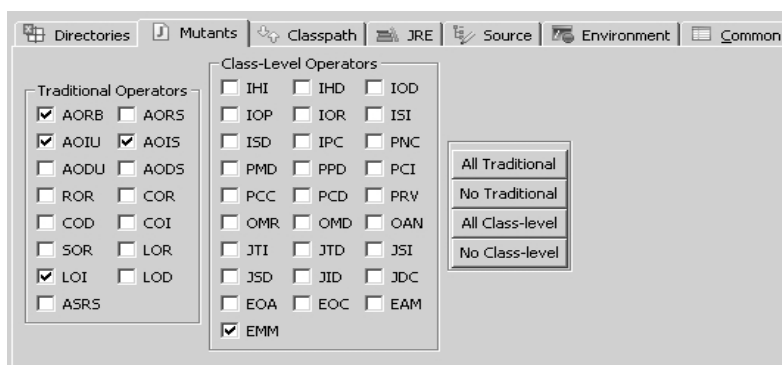 Directories Mutants Classpath JRE Source Environment Common
Traditional Operators
AORB AORS
AOIU AOIS
AODU AODS
ROR COR
COD COI
SOR LOR
LOI LOD
ASRS
Class-Level Operators
IHI IHD IOD
IOP IOR ISI
ISD IPC PNC
PMD PPD PCI
PCC PCD PRV
OMR OMD OAN
JTI JTD JSI
JSD JID JDC
EOA EOC EAM
EMM
All Traditional
No Traditional
All Class-level
No Class-level